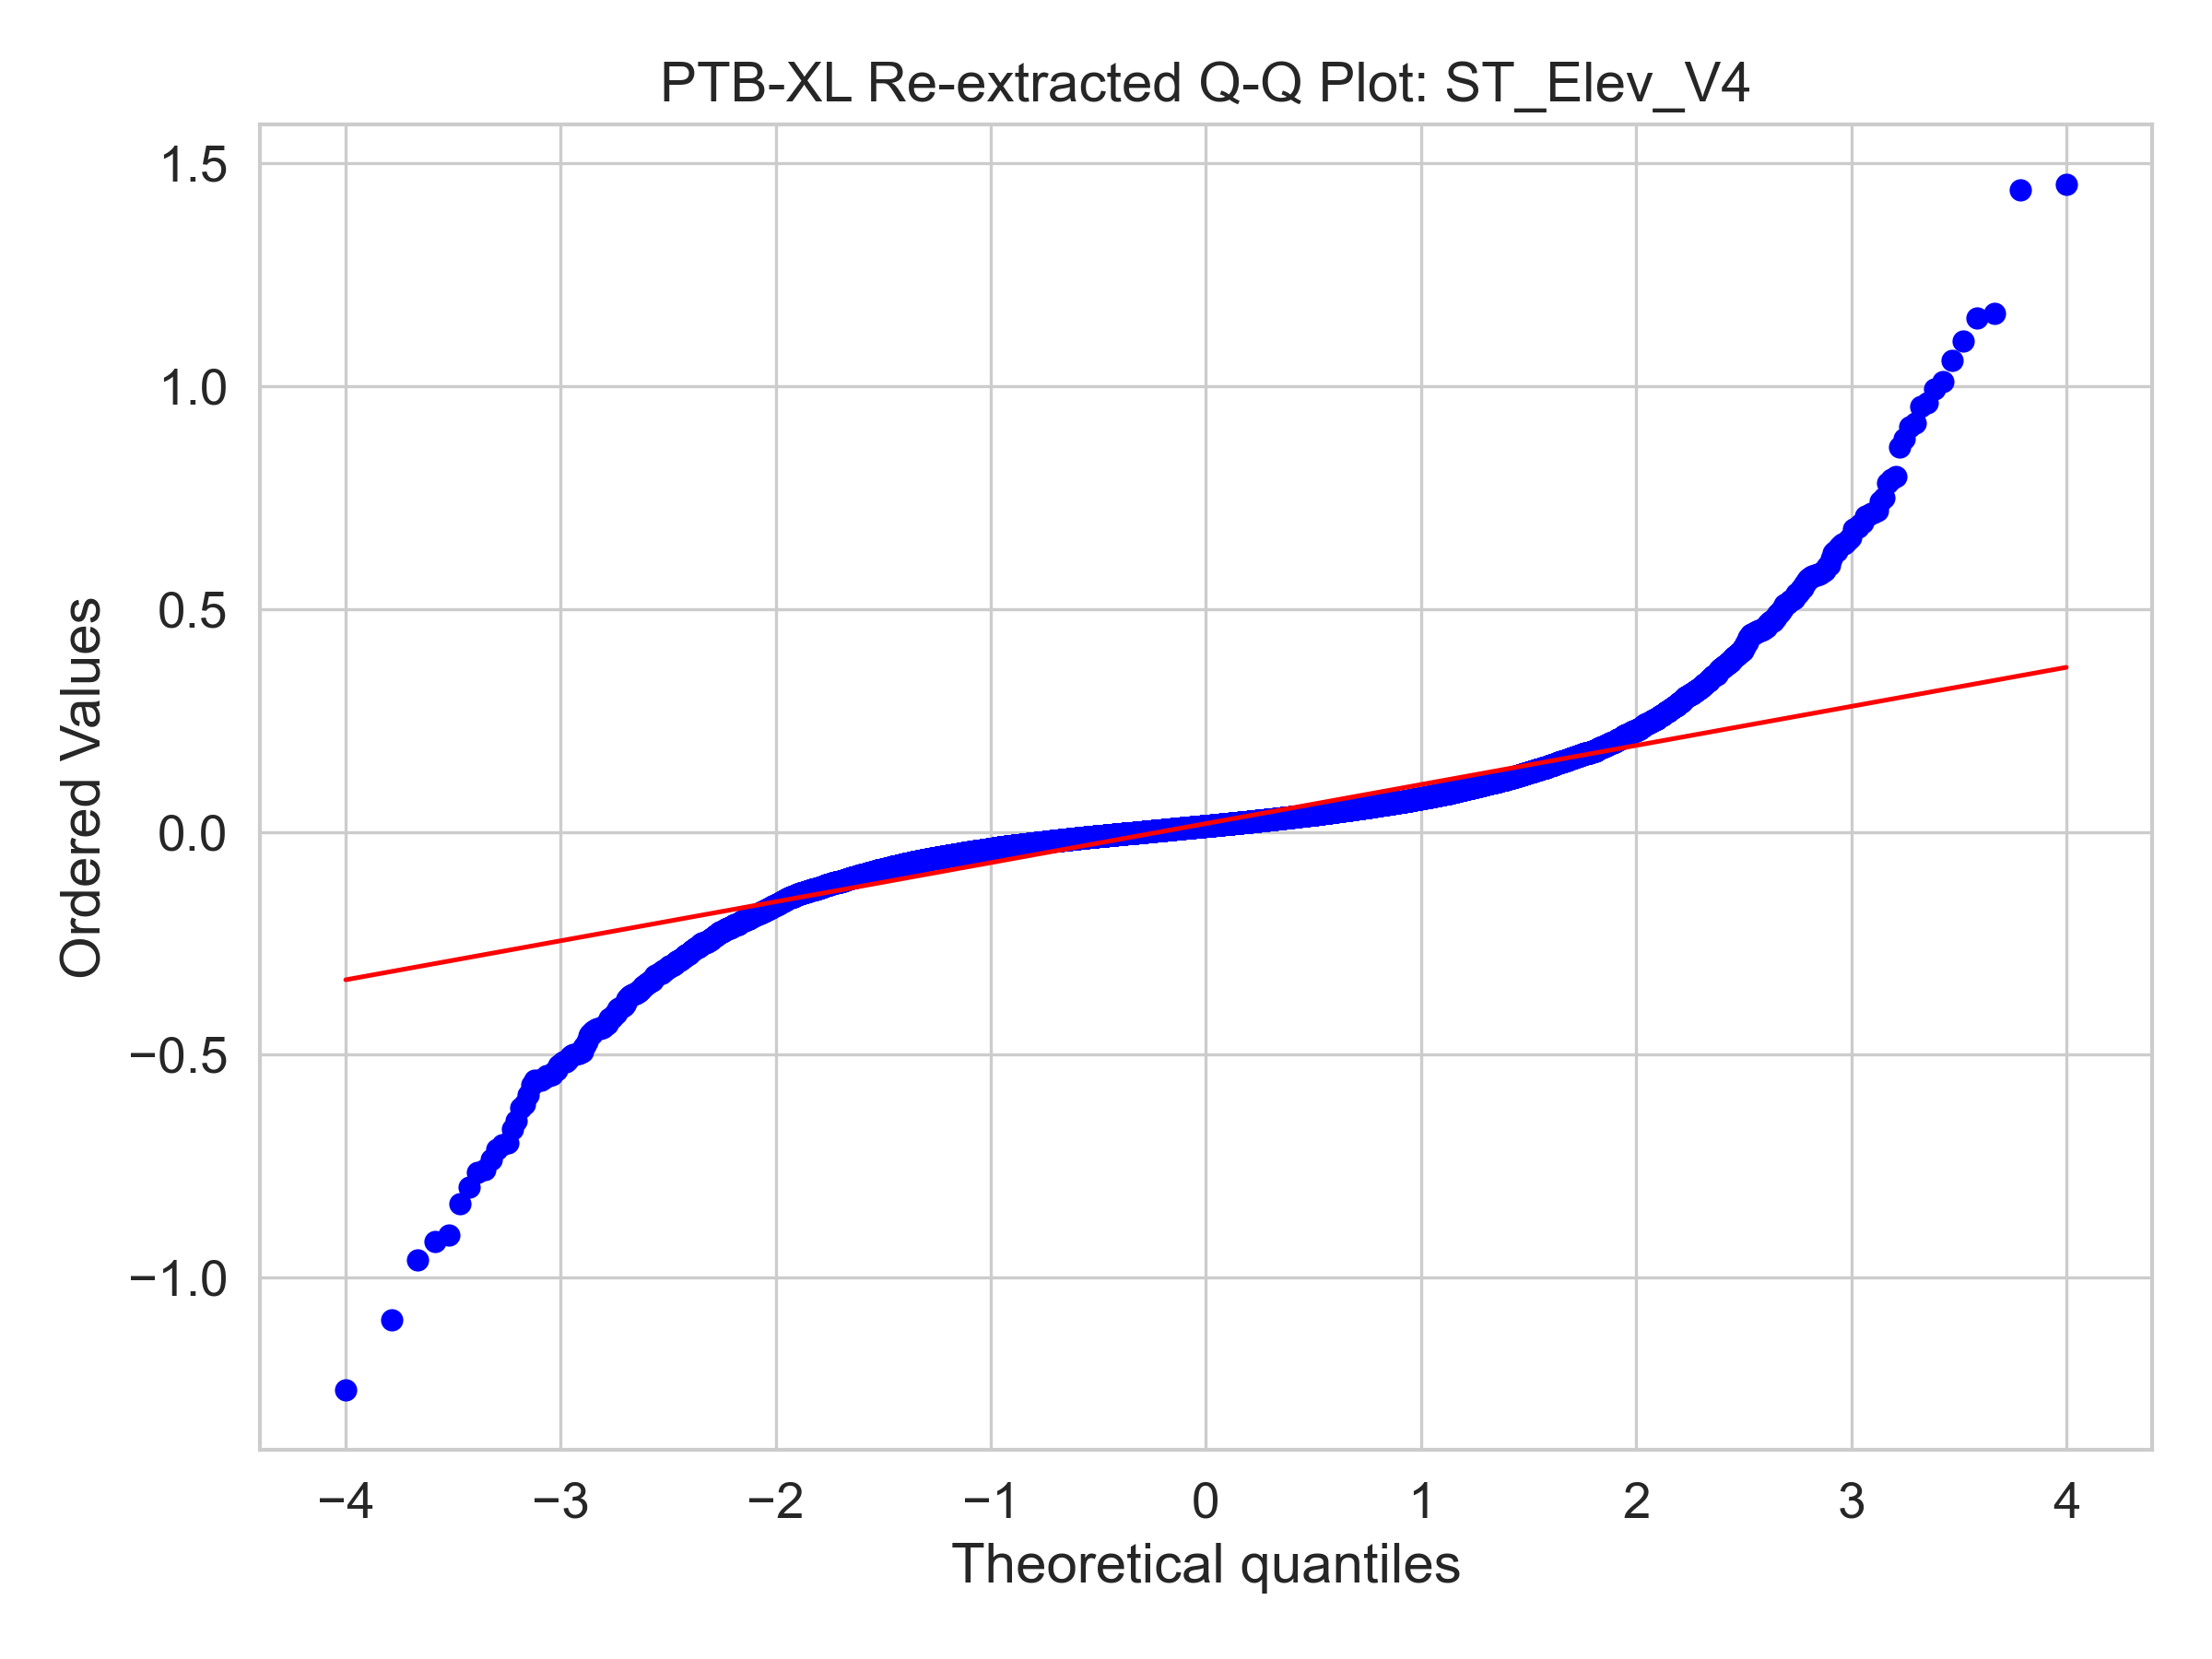 PTB-XL Re-extracted Q-Q Plot: ST_Elev_V4
1.5
1.0
0.5
0.0
−0.5
−1.0
Ordered Values
−4 −3 −2 −1 0 1 2 3 4
Theoretical quantiles